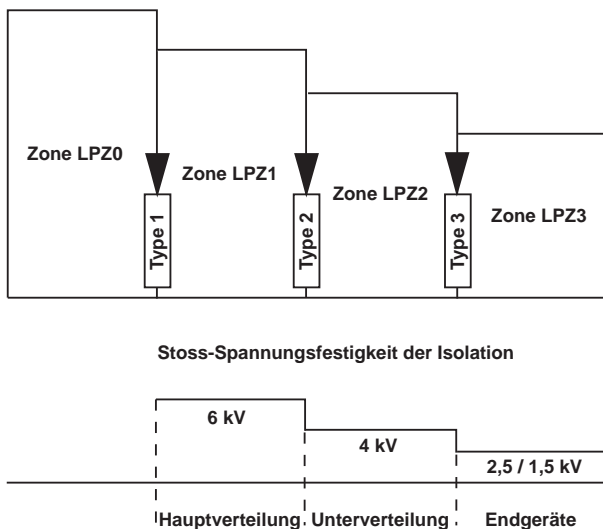 Zone LPZ0
Zone LPZ1
Zone LPZ2
Zone LPZ3
Type 1
Type 2
Type 3
Stoss-Spannungsfestigkeit der Isolation
6 kV
4 kV
2,5 / 1,5 kV
Hauptverteilung
Unterverteilung
Endgeräte